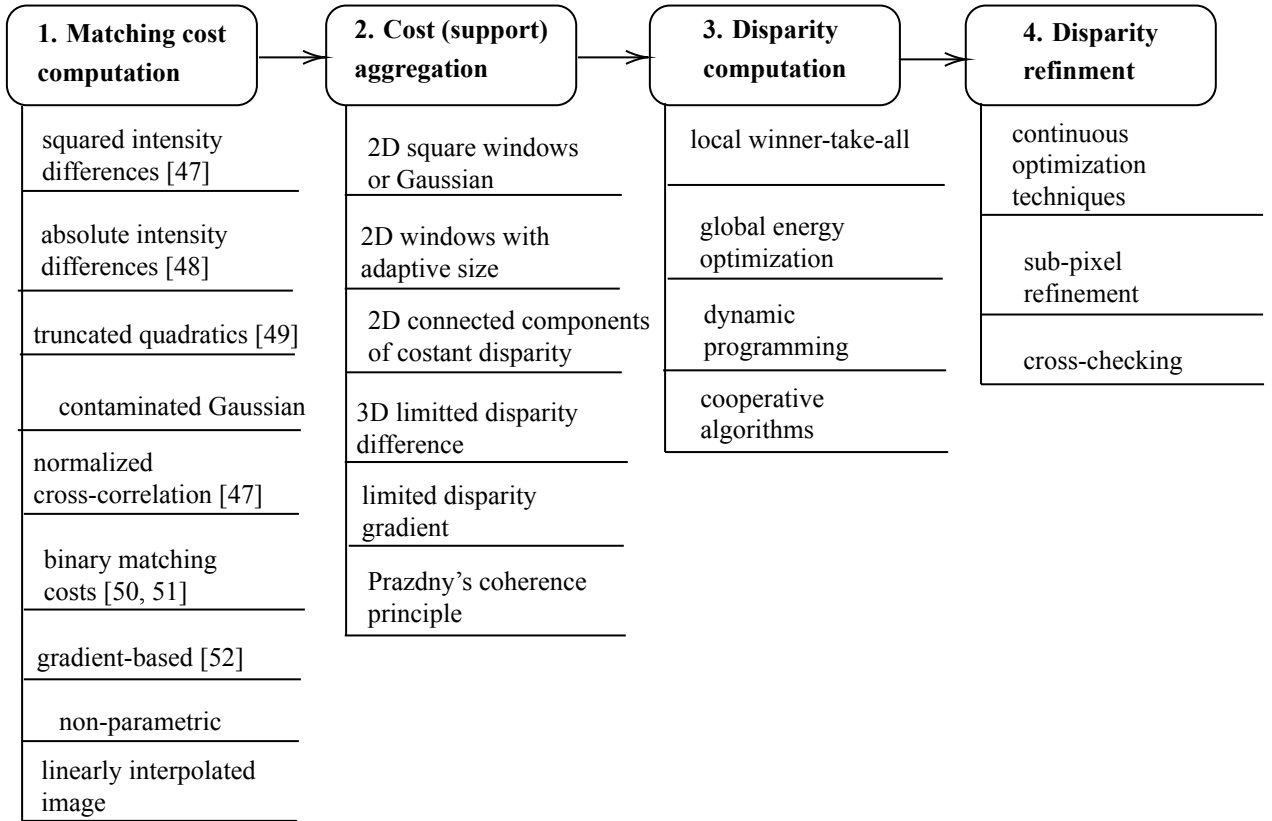 1. Matching cost
computation
squared intensity
differences [47]
absolute intensity
differences [48]
truncated quadratics [49]
contaminated Gaussian
normalized
cross-correlation [47]
binary matching
costs [50, 51]
gradient-based [52]
non-parametric
linearly interpolated
image
2. Cost (support)
aggregation
2D square windows
or Gaussian
2D windows with
adaptive size
2D connected components
of costant disparity
3D limitted disparity
difference
limited disparity
gradient
Prazdny’s coherence
principle
3. Disparity
computation
local winner-take-all
global energy
optimization
dynamic
programming
cooperative
algorithms
4. Disparity
refinment
continuous
optimization
techniques
sub-pixel
refinement
cross-checking